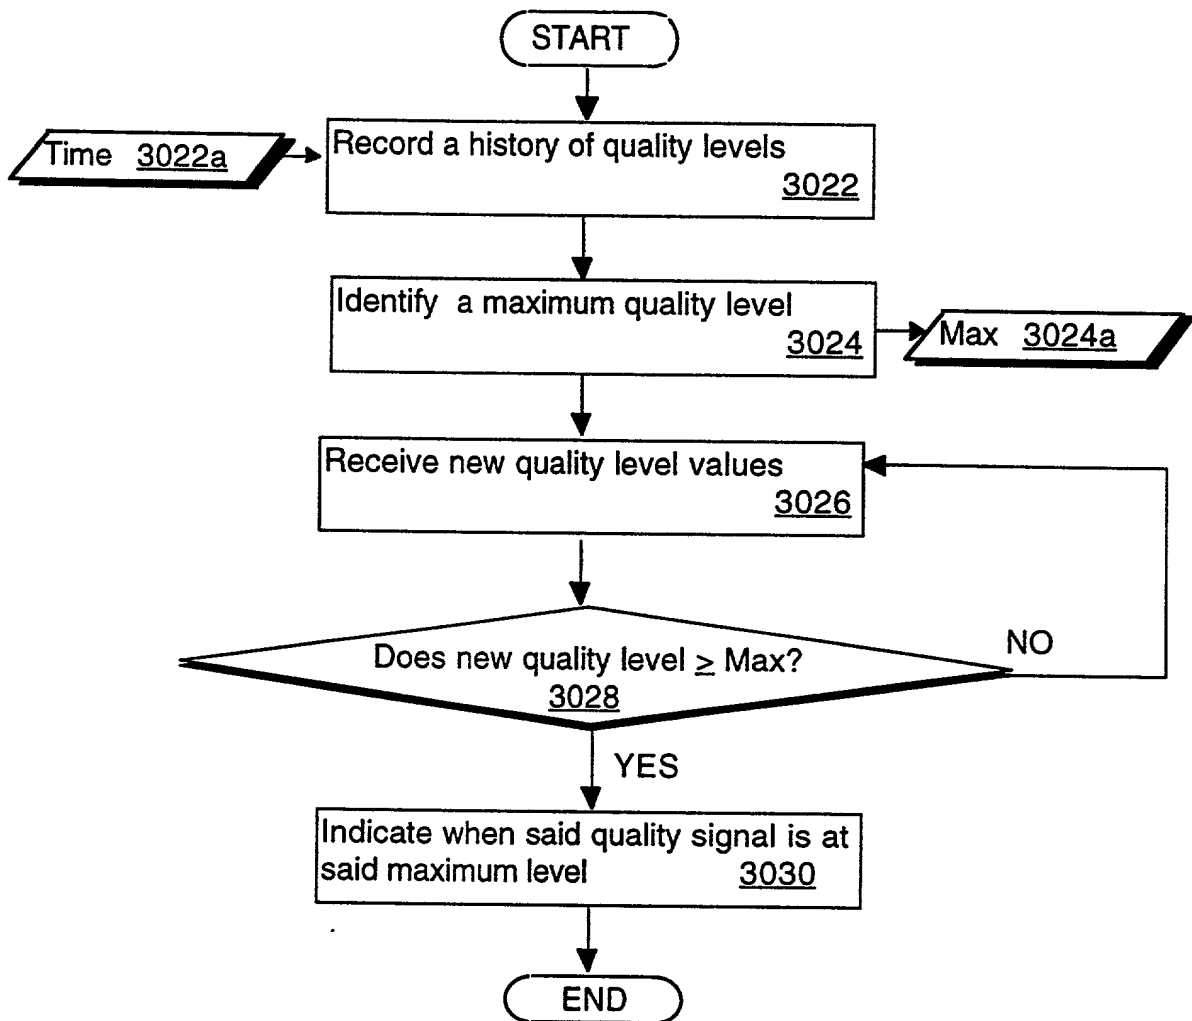 START
Time 3022a
Record a history of quality levels
3022
Identify a maximum quality level
3024
Max 3024a
Receive new quality level values
3026
NO
Does new quality level ≥ Max?
3028
YES
Indicate when said quality signal is at
said maximum level 3030
END